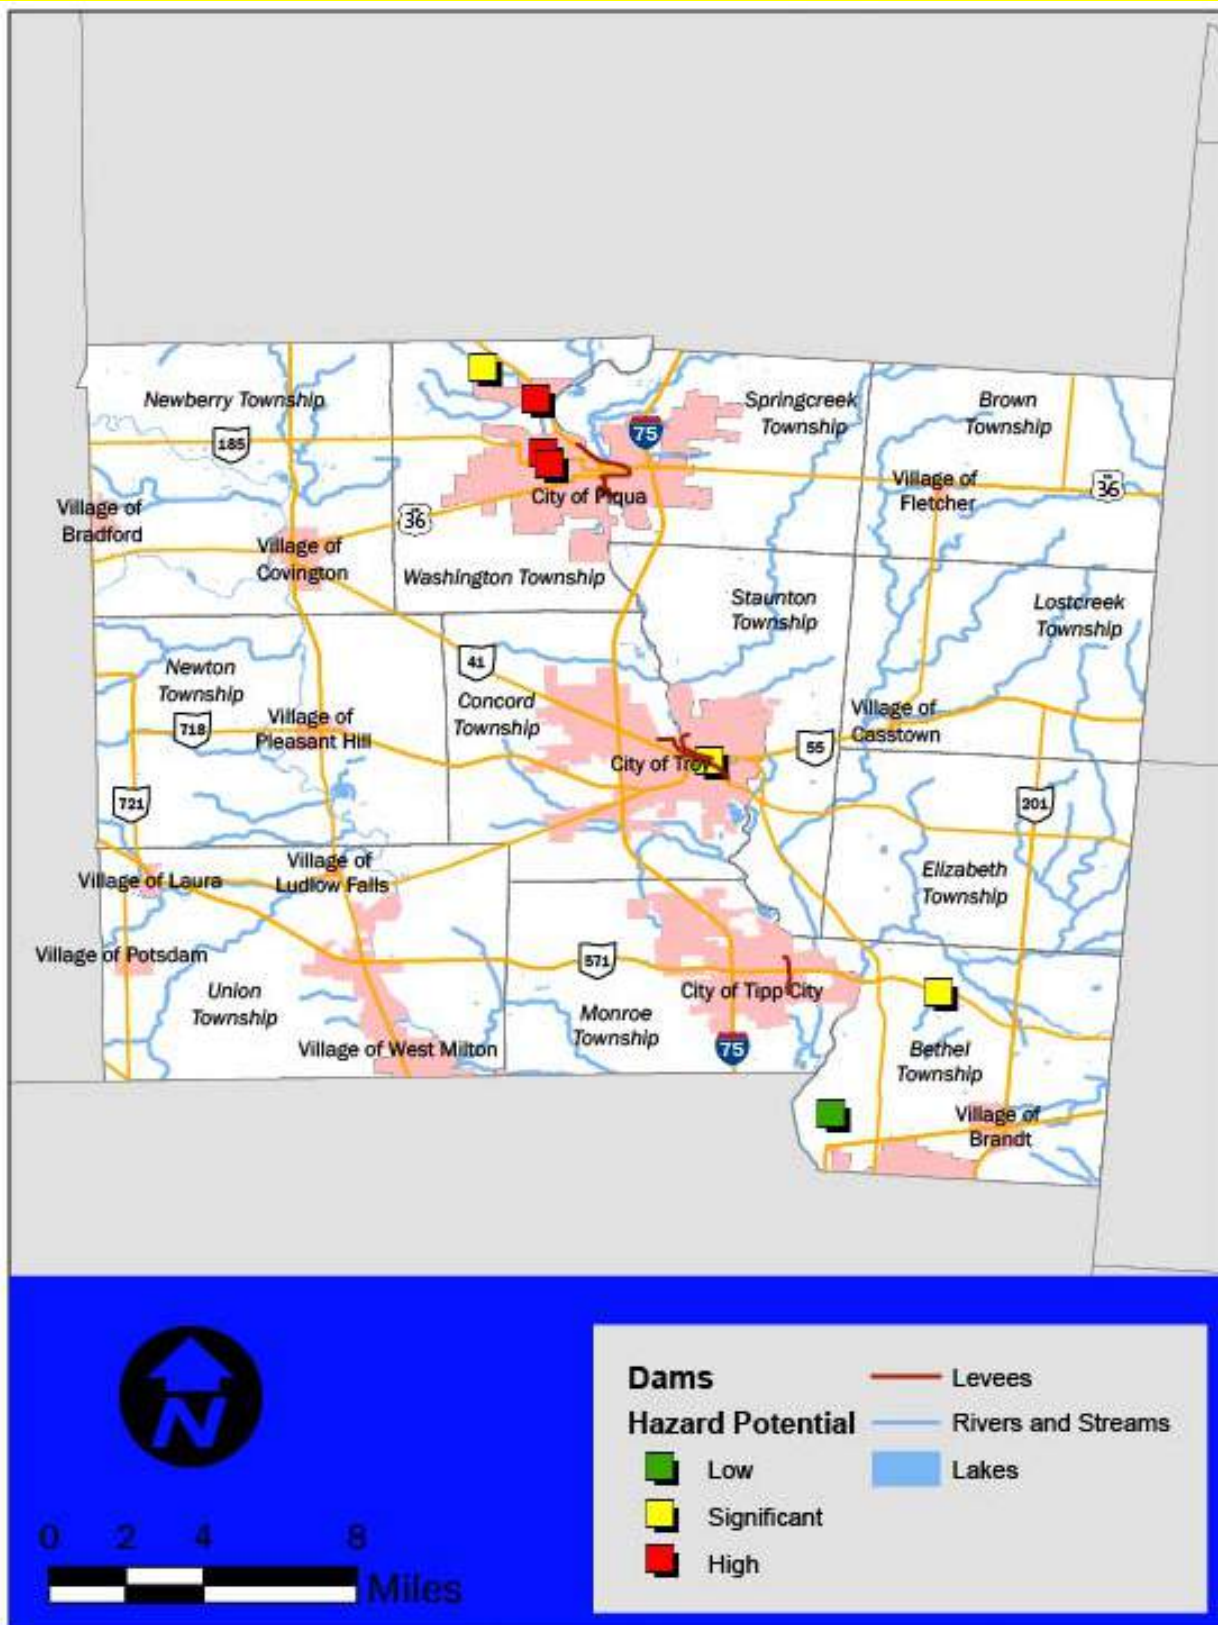 Newberry Township
Springcreek
Township
Brown
Township
75
185
Village of
Bradford
36
City of Piqua
Village of
Fletcher
36
Village of
Covington
Washington Township
Staunton
Township
Lostcreek
Township
Newton
Township
41
Concord
Township
718
Village of
Pleasant Hill
Village of
Casstown
55
City of Troy
721
201
Village of
Ludlow Falls
Village of Laura
Elizabeth
Township
Village of Potsdam
571
Union
Township
City of Tipp City
Monroe
Township
Village of West Milton
75
Bethel
Township
Village of
Brandt
N
0 2 4 8
Miles
Dams
Hazard Potential
Low
Significant
High
Levees
Rivers and Streams
Lakes